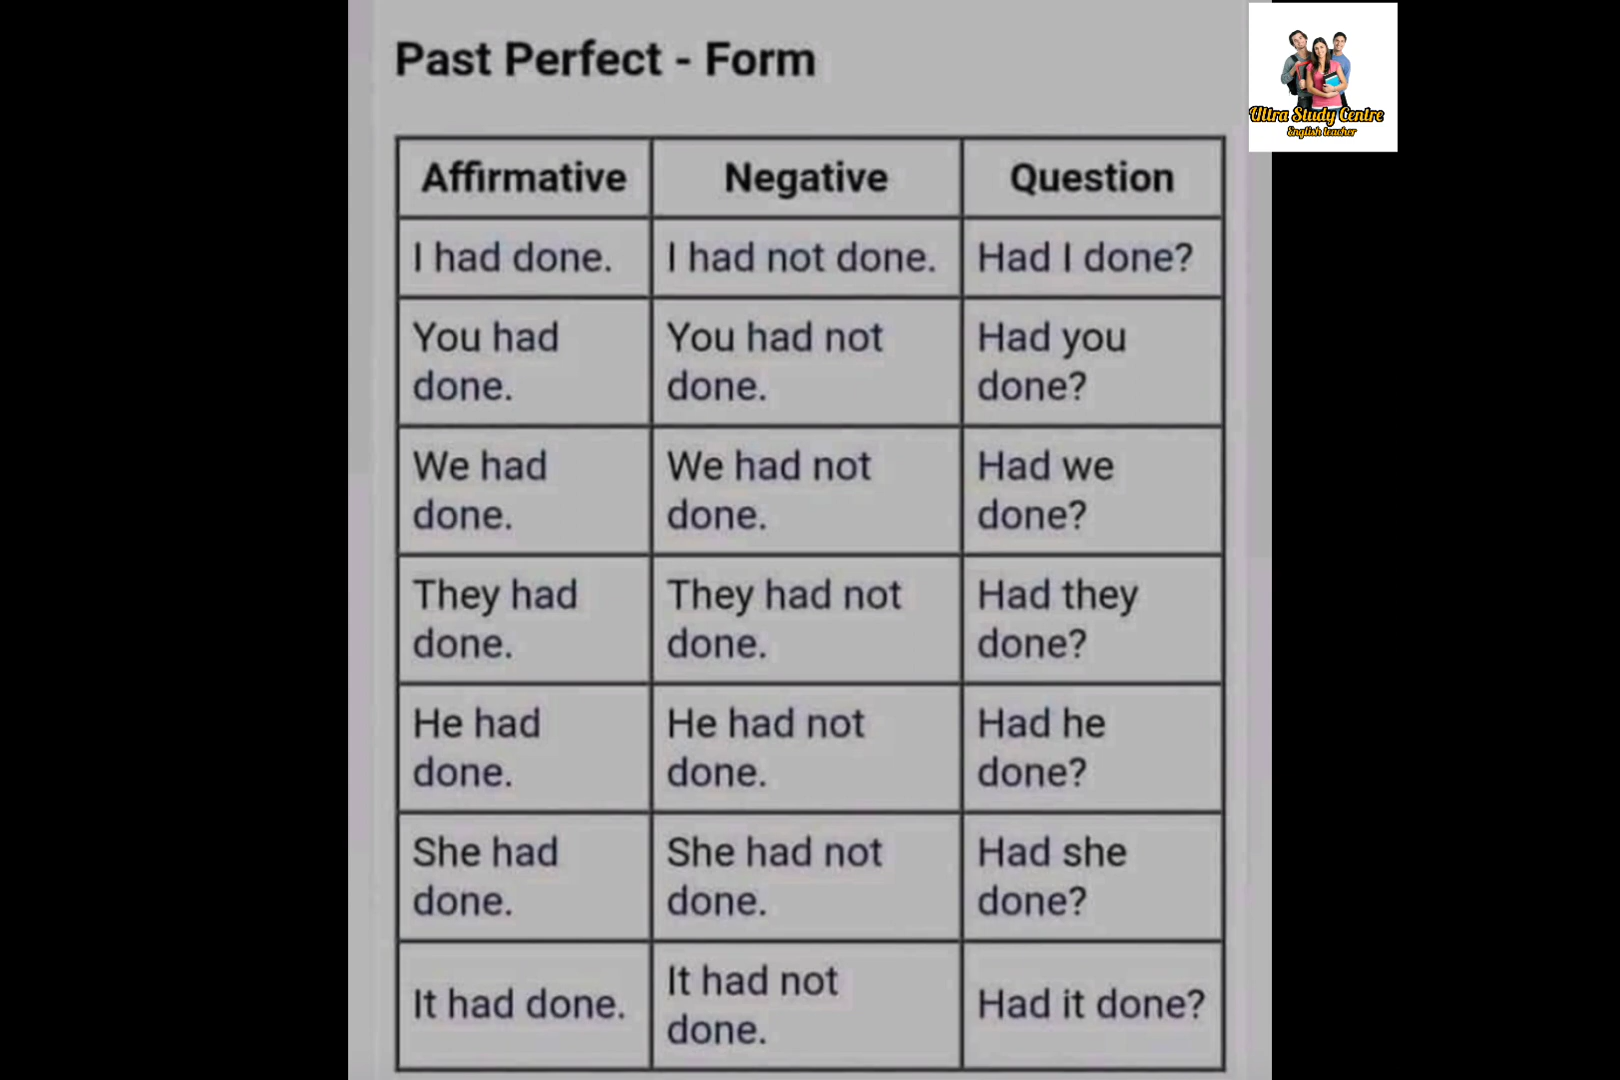 Past Perfect - Form
Ultra Study Centre
English teacher
Affirmative Negative Question
I had done. I had not done. Had I done?
You had You had not Had you
done. done. done?
We had We had not Had we
done. done. done?
They had They had not Had they
done. done. done?
He had He had not Had he
done. done. done?
She had She had not Had she
done. done. done?
It had done. It had not Had it done?
done.